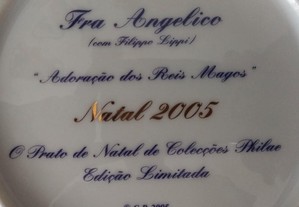 Fra Angelico
(com Filippo Lippi)
"Adoração dos Reis Magos"
Natal 2005
O Prato de Natal de Colecções Philae
Edição Limitada